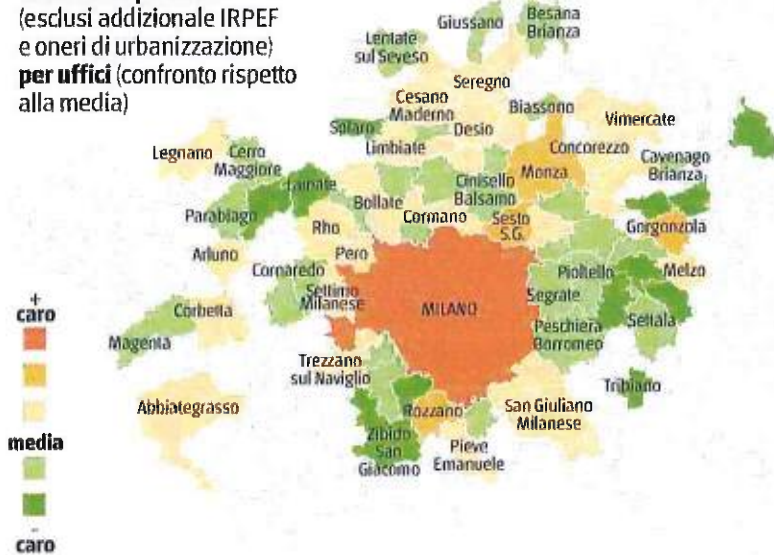 (esclusi addizionale IRPEF
e oneri di urbanizzazione)
per uffici (confronto rispetto
alla media)
Giussano
Besana
Brianza
Lentate
sul Seveso
Seregno
Cesano
Maderno
Biassono
Vimercate
Solaro
Desio
Limbiate
Concorezzo
Legnano
Cerro
Maggiore
Cavenago
Brianza
Monza
Lainate
Cinisello
Balsamo
Bollate
Parabiago
Cormano
Sesto
S.G.
Rho
Gorgonzola
Arluno
Pero
Cornaredo
Pioltello
Melzo
Settimo
Milanese
Segrate
MILANO
Corbetta
Settala
Magenta
Peschiera
Borromeo
Trezzano
sul Naviglio
Tribiano
Abbiategrasso
Rozzano
San Giuliano
Milanese
Zibido
San
Giacomo
Pieve
Emanuele
+
caro
media
-
caro